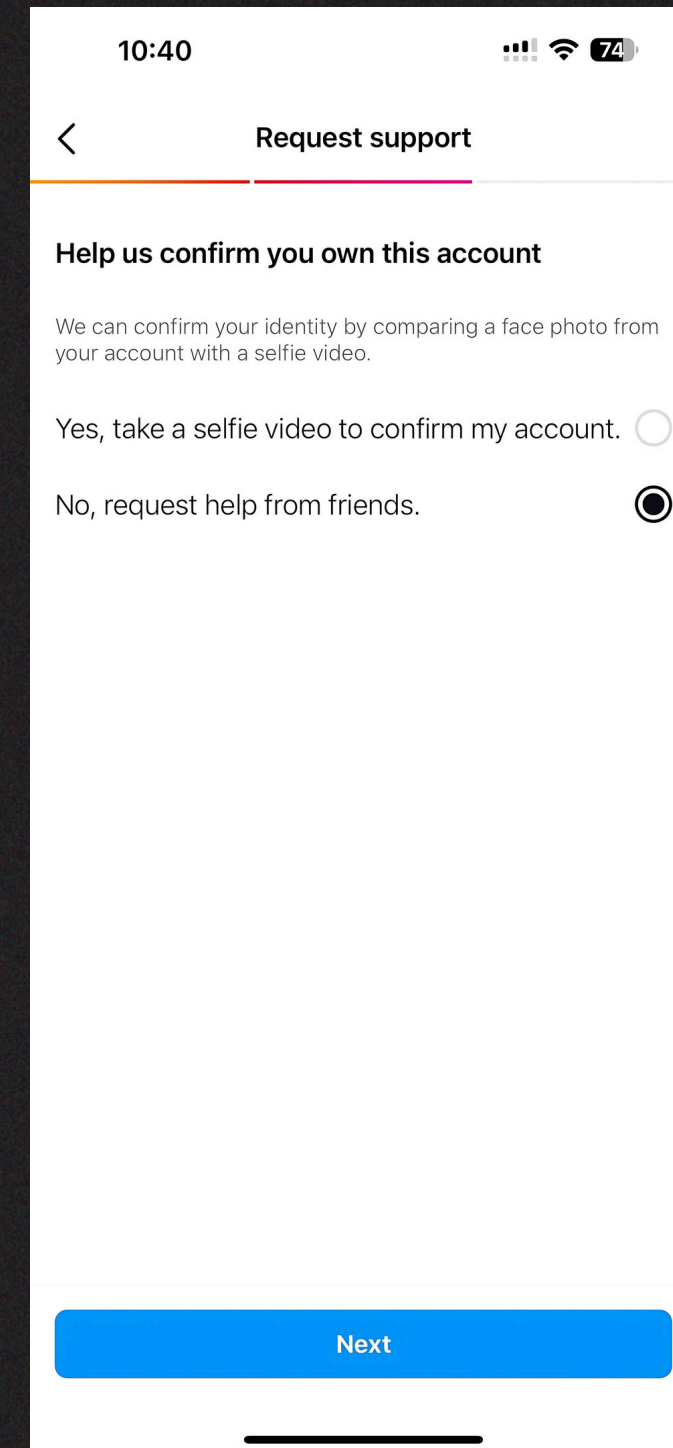 10:40
74
Request support
Help us confirm you own this account
We can confirm your identity by comparing a face photo from
your account with a selfie video.
Yes, take a selfie video to confirm my account.
No, request help from friends.
Next